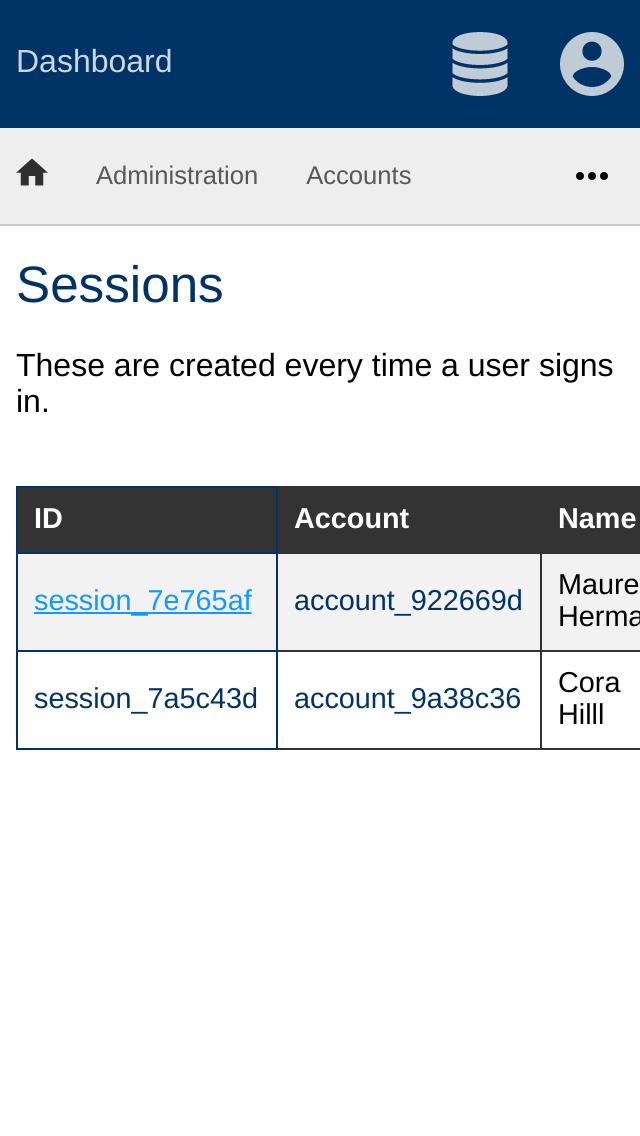 Dashboard
Administration Accounts
Sessions
These are created every time a user signs
in.
ID Account Name
session_7e765af account_922669d Maure
Herma
session_7a5c43d account_9a38c36 Cora
Hilll